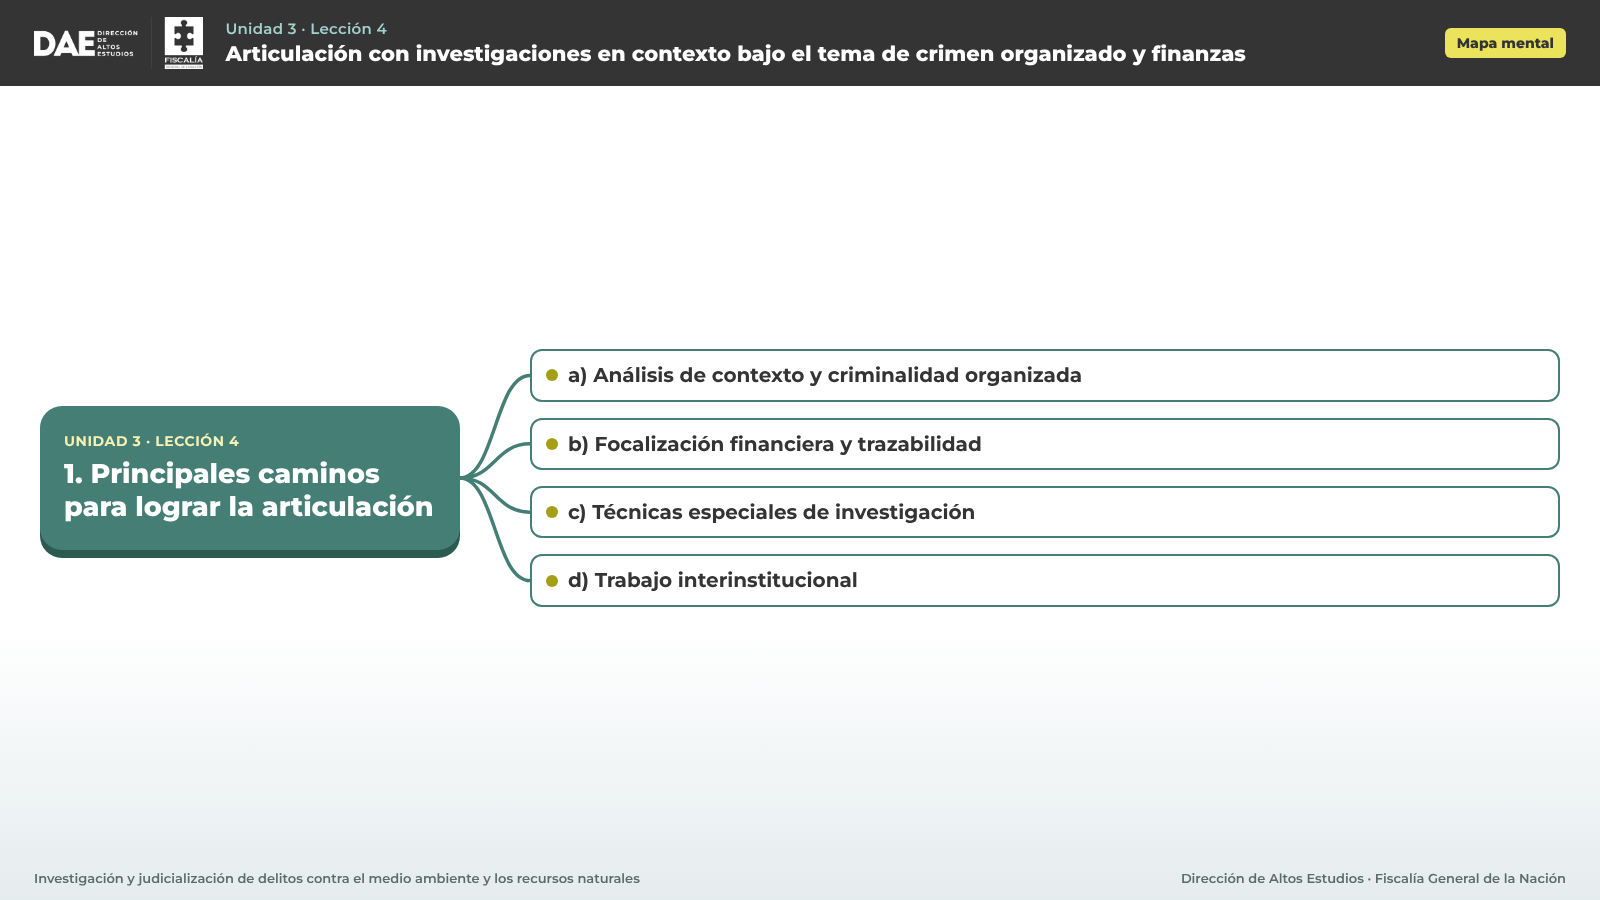 DAE
DIRECCIÓN
DE
ALTOS
ESTUDIOS
FISCALÍA
Unidad 3 · Lección 4
Articulación con investigaciones en contexto bajo el tema de crimen organizado y finanzas
Mapa mental
UNIDAD 3 · LECCIÓN 4
1. Principales caminos
para lograr la articulación
a) Análisis de contexto y criminalidad organizada
b) Focalización financiera y trazabilidad
c) Técnicas especiales de investigación
d) Trabajo interinstitucional
Investigación y judicialización de delitos contra el medio ambiente y los recursos naturales
Dirección de Altos Estudios · Fiscalía General de la Nación